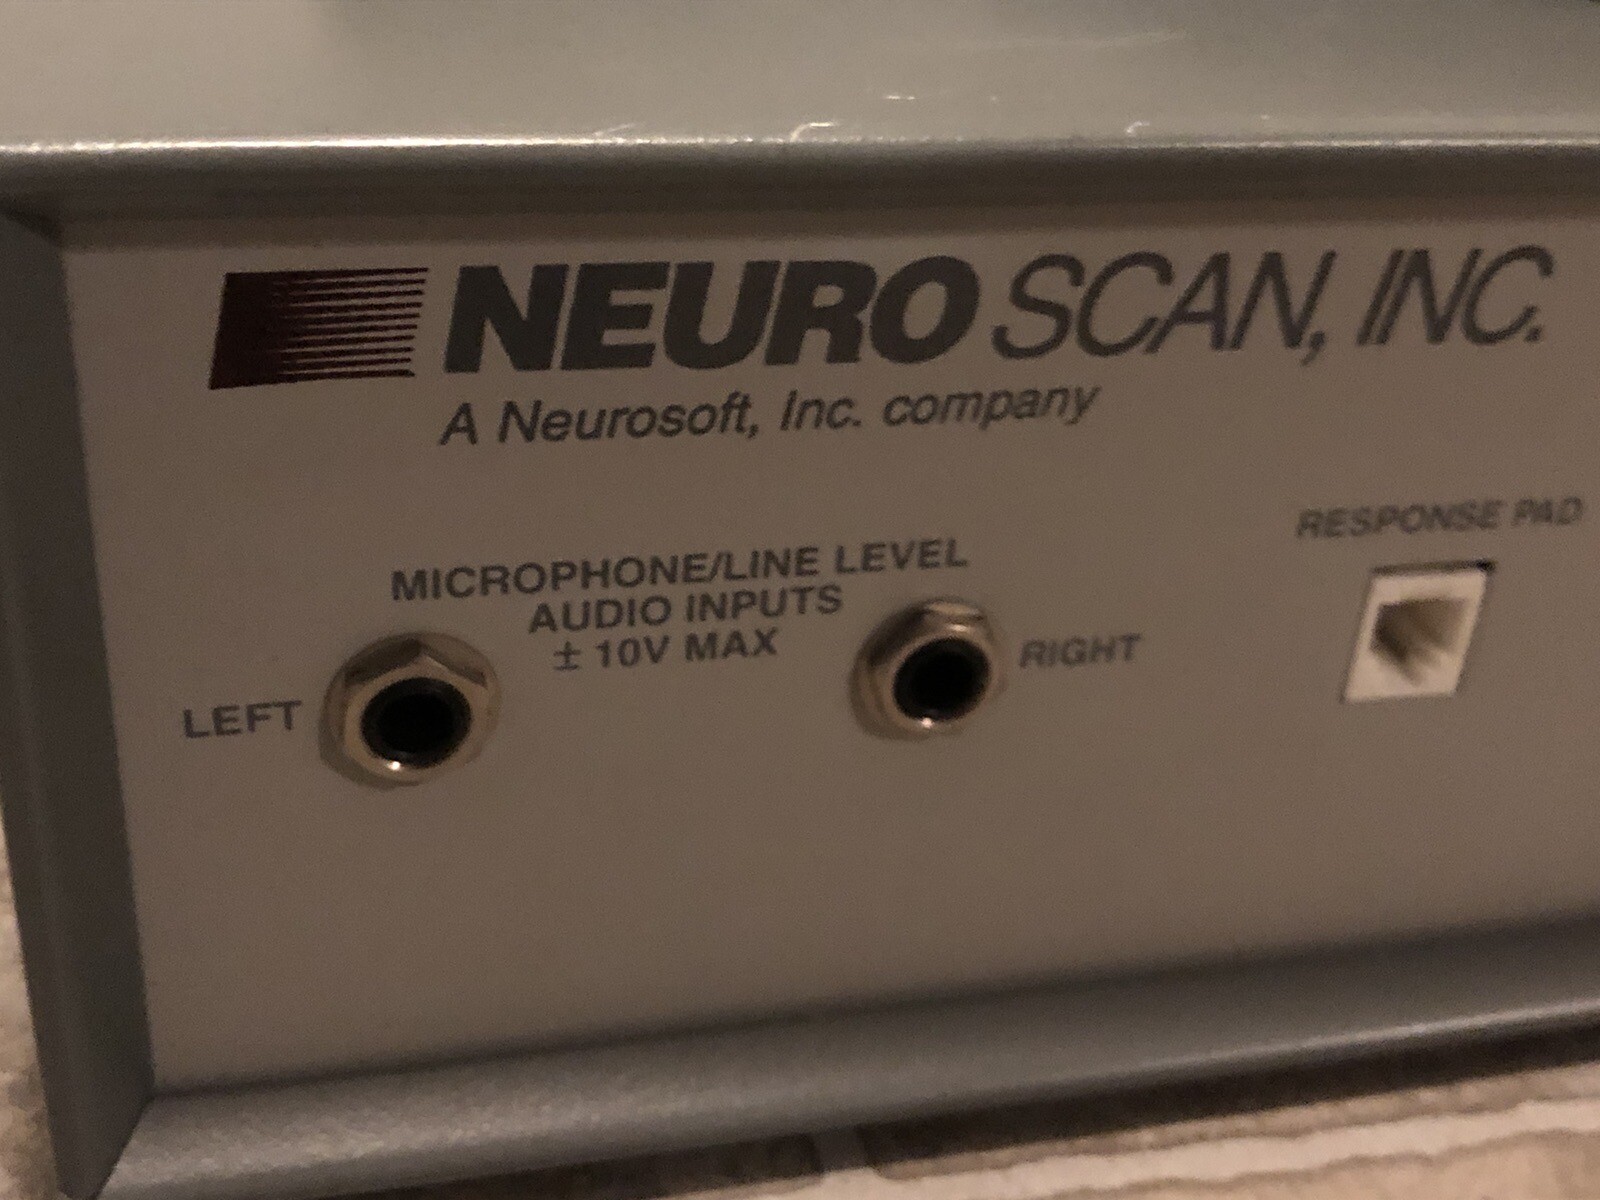 NEURO SCAN, INC.
A Neurosoft, Inc. company
RESPONSE PAD
MICROPHONE/LINE LEVEL
AUDIO INPUTS
± 10V MAX
LEFT
RIGHT